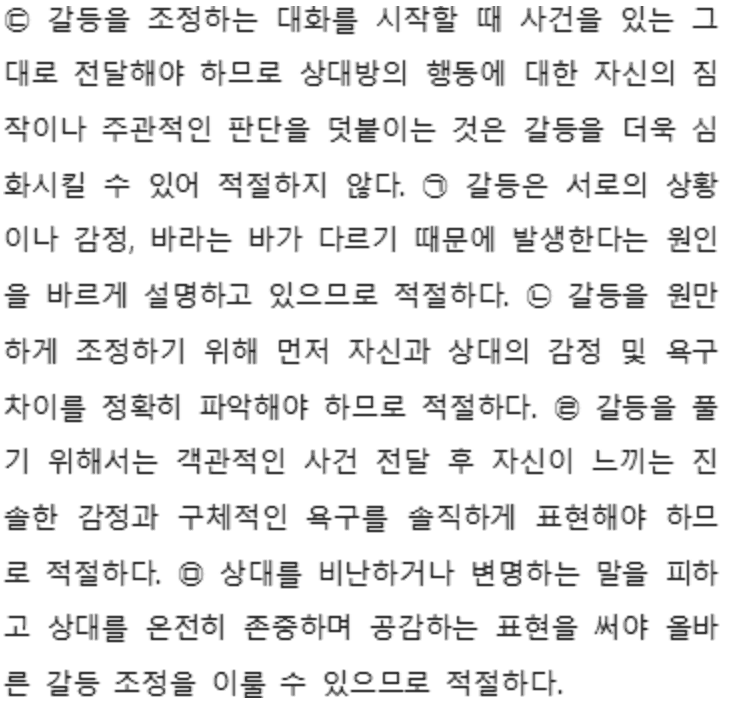 ㉢ 갈등을 조정하는 대화를 시작할 때 사건을 있는 그
대로 전달해야 하므로 상대방의 행동에 대한 자신의 짐
작이나 주관적인 판단을 덧붙이는 것은 갈등을 더욱 심
화시킬 수 있어 적절하지 않다. ㉠ 갈등은 서로의 상황
이나 감정, 바라는 바가 다르기 때문에 발생한다는 원인
을 바르게 설명하고 있으므로 적절하다. ㉡ 갈등을 원만
하게 조정하기 위해 먼저 자신과 상대의 감정 및 욕구
차이를 정확히 파악해야 하므로 적절하다. ㉣ 갈등을 풀
기 위해서는 객관적인 사건 전달 후 자신이 느끼는 진
솔한 감정과 구체적인 욕구를 솔직하게 표현해야 하므
로 적절하다. ㉤ 상대를 비난하거나 변명하는 말을 피하
고 상대를 온전히 존중하며 공감하는 표현을 써야 올바
른 갈등 조정을 이룰 수 있으므로 적절하다.